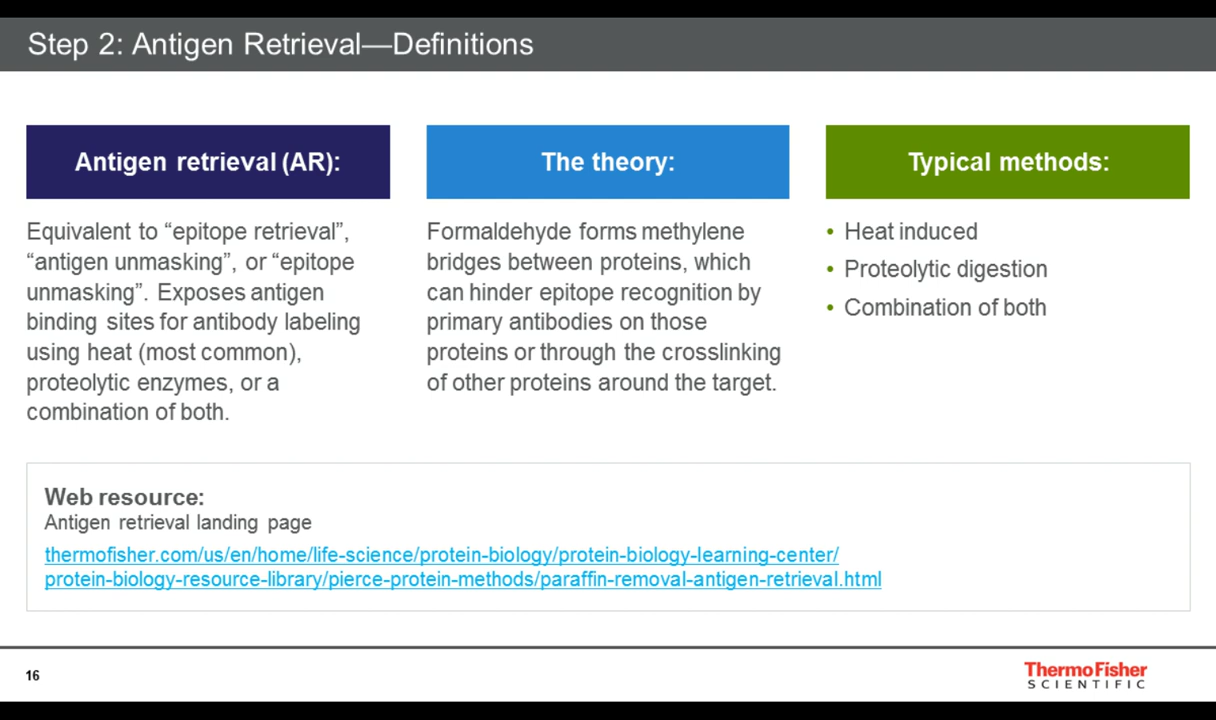 Step 2: Antigen Retrieval—Definitions
Antigen retrieval (AR):
Equivalent to “epitope retrieval”,
“antigen unmasking”, or “epitope
unmasking”. Exposes antigen
binding sites for antibody labeling
using heat (most common),
proteolytic enzymes, or a
combination of both.
The theory:
Formaldehyde forms methylene
bridges between proteins, which
can hinder epitope recognition by
primary antibodies on those
proteins or through the crosslinking
of other proteins around the target.
Typical methods:
• Heat induced
• Proteolytic digestion
• Combination of both
Web resource:
Antigen retrieval landing page
thermofisher.com/us/en/home/life-science/protein-biology/protein-biology-learning-center/
protein-biology-resource-library/pierce-protein-methods/paraffin-removal-antigen-retrieval.html
16
ThermoFisher
SCIENTIFIC